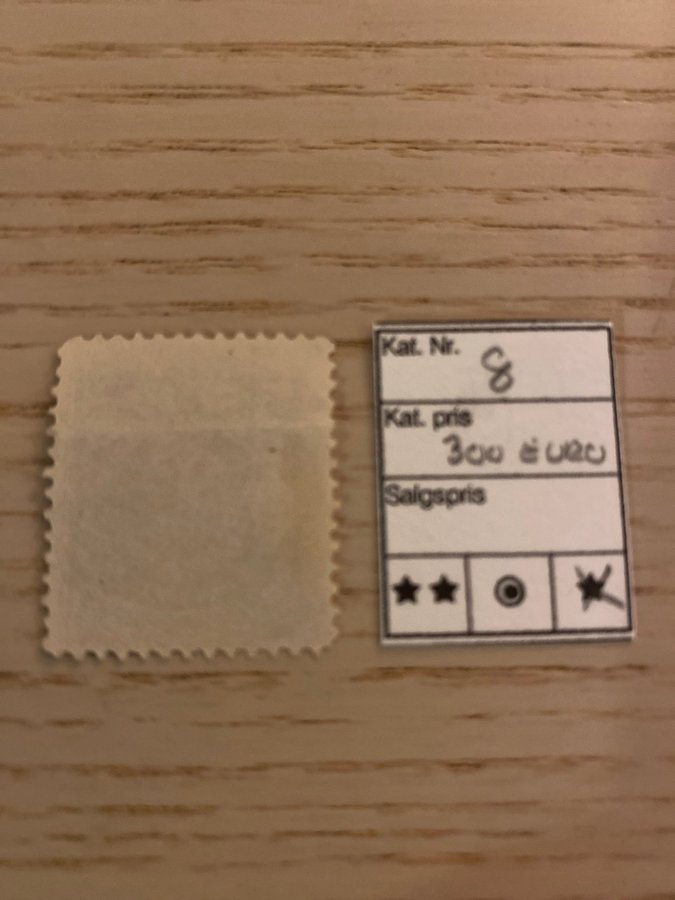 Kat. Nr. 8
Kat. pris
300 EURO
Salgspris